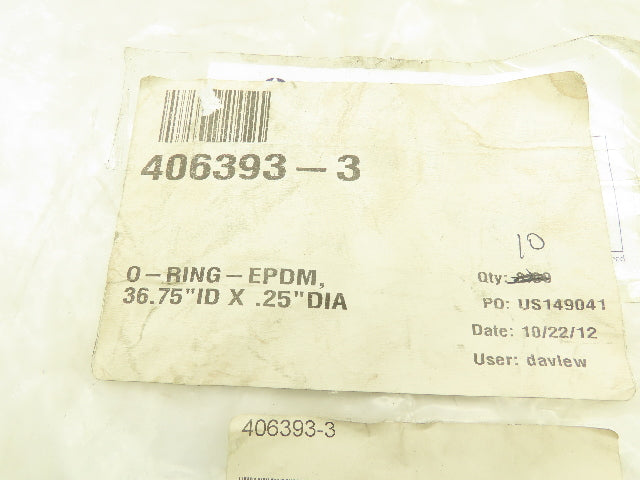 406393-3
O-RING-EPDM,
36.75"ID X .25"DIA
10
Qty:
PO: US149041
Date: 10/22/12
User: davlew
406393-3